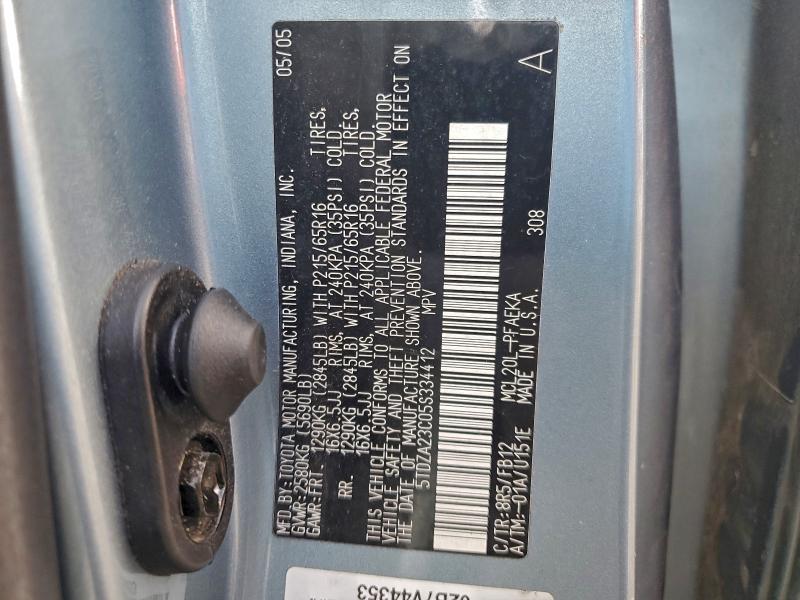 MFD.BY:TOYOTA MOTOR MANUFACTURING, INDIANA, INC. 05/05
GVWR:2580KG (5690LB)
GAWR:FRT. 1290KG (2845LB) WITH P215/65R16 TIRES,
16X6.5JJ RIMS, AT 240KPA (35PSI) COLD.
RR. 1290KG (2845LB) WITH P215/65R16 TIRES,
16X6.5JJ RIMS, AT 240KPA (35PSI) COLD.
THIS VEHICLE CONFORMS TO ALL APPLICABLE FEDERAL MOTOR
VEHICLE SAFETY AND THEFT PREVENTION STANDARDS IN EFFECT ON
THE DATE OF MANUFACTURE SHOWN ABOVE.
5TDZA23C05S334412 MPV
C/TR:8R5/FB12 MCL20L-PFAEKA 308
A/TM:-01A/U151E MADE IN U.S.A. A
02B7V44353